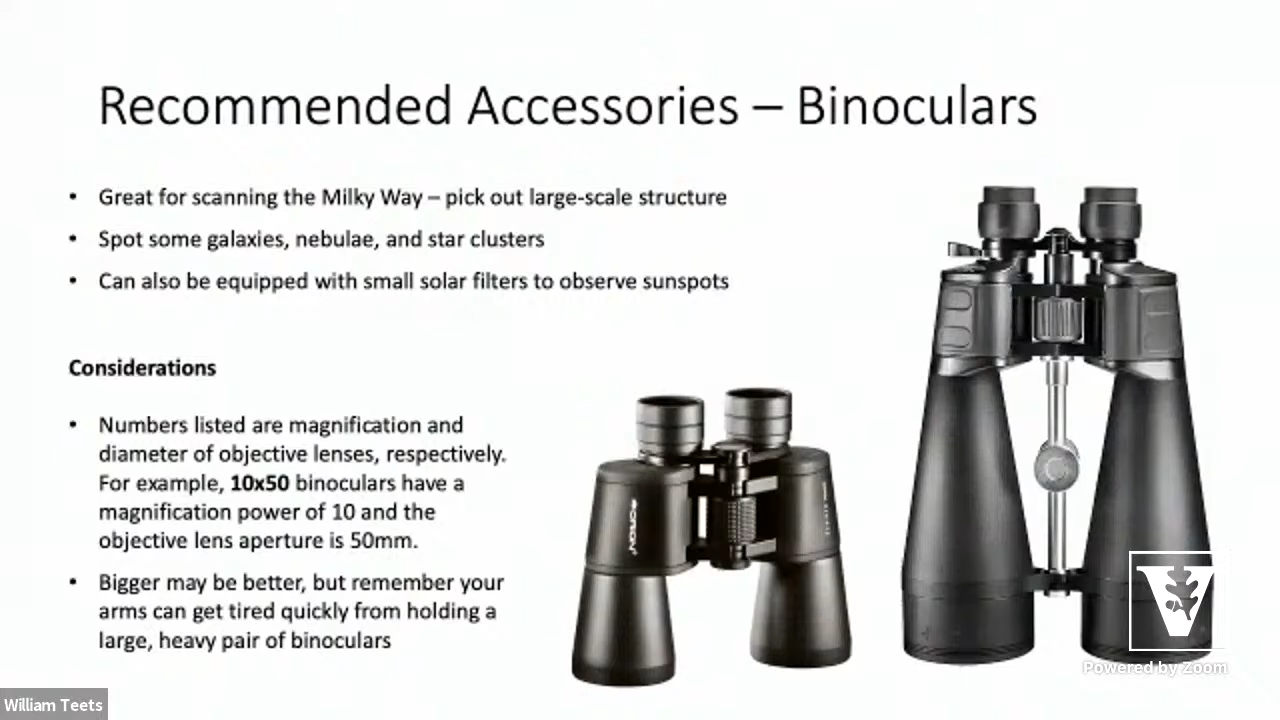 Recommended Accessories – Binoculars
• Great for scanning the Milky Way – pick out large-scale structure
• Spot some galaxies, nebulae, and star clusters
• Can also be equipped with small solar filters to observe sunspots
Considerations
• Numbers listed are magnification and
diameter of objective lenses, respectively.
For example, 10x50 binoculars have a
magnification power of 10 and the
objective lens aperture is 50mm.
• Bigger may be better, but remember your
arms can get tired quickly from holding a
large, heavy pair of binoculars
ORION
V
Powered by Zoom
William Teets